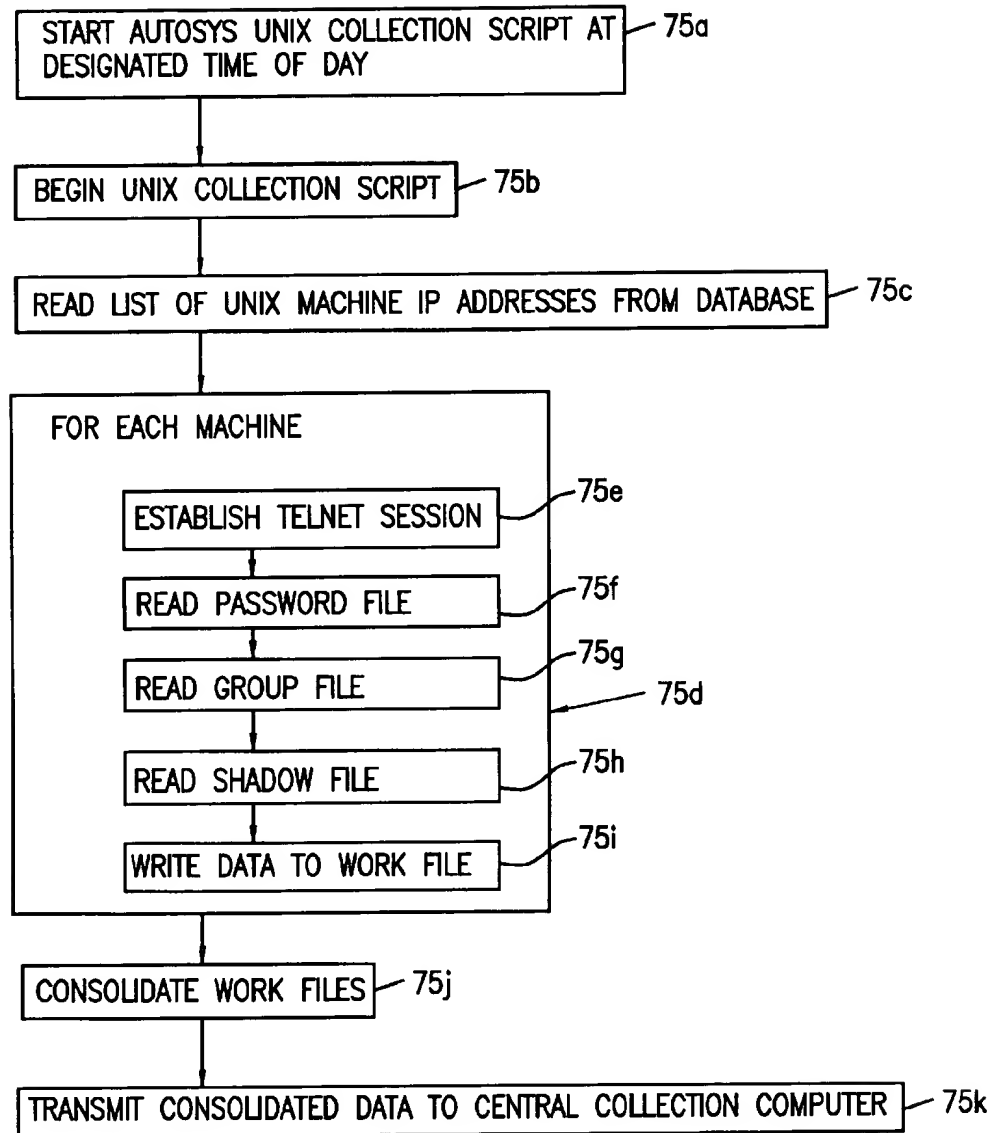 START AUTOSYS UNIX COLLECTION SCRIPT AT
DESIGNATED TIME OF DAY
75a
BEGIN UNIX COLLECTION SCRIPT
75b
READ LIST OF UNIX MACHINE IP ADDRESSES FROM DATABASE
75c
FOR EACH MACHINE
ESTABLISH TELNET SESSION
75e
READ PASSWORD FILE
75f
READ GROUP FILE
75g
75d
READ SHADOW FILE
75h
WRITE DATA TO WORK FILE
75i
CONSOLIDATE WORK FILES
75j
TRANSMIT CONSOLIDATED DATA TO CENTRAL COLLECTION COMPUTER
75k